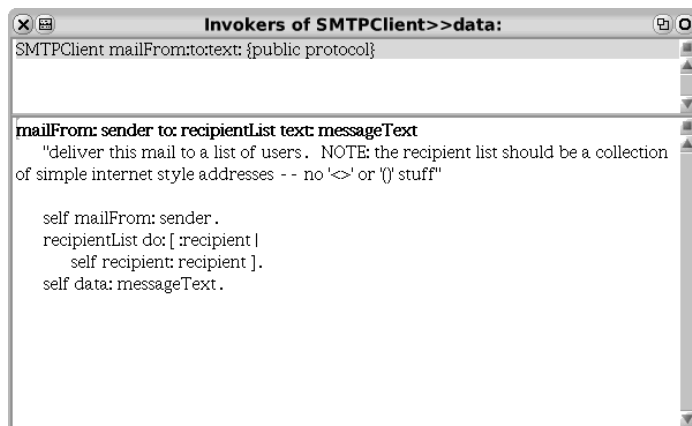 Invokers of SMTPClient>>data:
SMTPClient mailFrom:to:text: {public protocol}
mailFrom: sender to: recipientList text: messageText
"deliver this mail to a list of users. NOTE: the recipient list should be a collection
of simple internet style addresses -- no '<>' or '()' stuff"
self mailFrom: sender.
recipientList do: [ :recipient |
self recipient: recipient ].
self data: messageText.